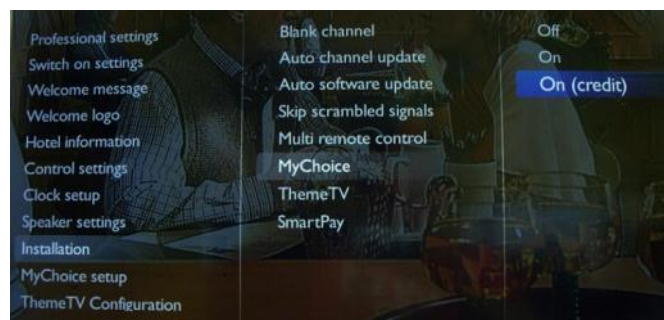 Professional settings
Switch on settings
Welcome message
Welcome logo
Hotel information
Control settings
Clock setup
Speaker settings
Installation
MyChoice setup
ThemeTV Configuration
Blank channel
Auto channel update
Auto software update
Skip scrambled signals
Multi remote control
MyChoice
ThemeTV
SmartPay
Off
On
On (credit)